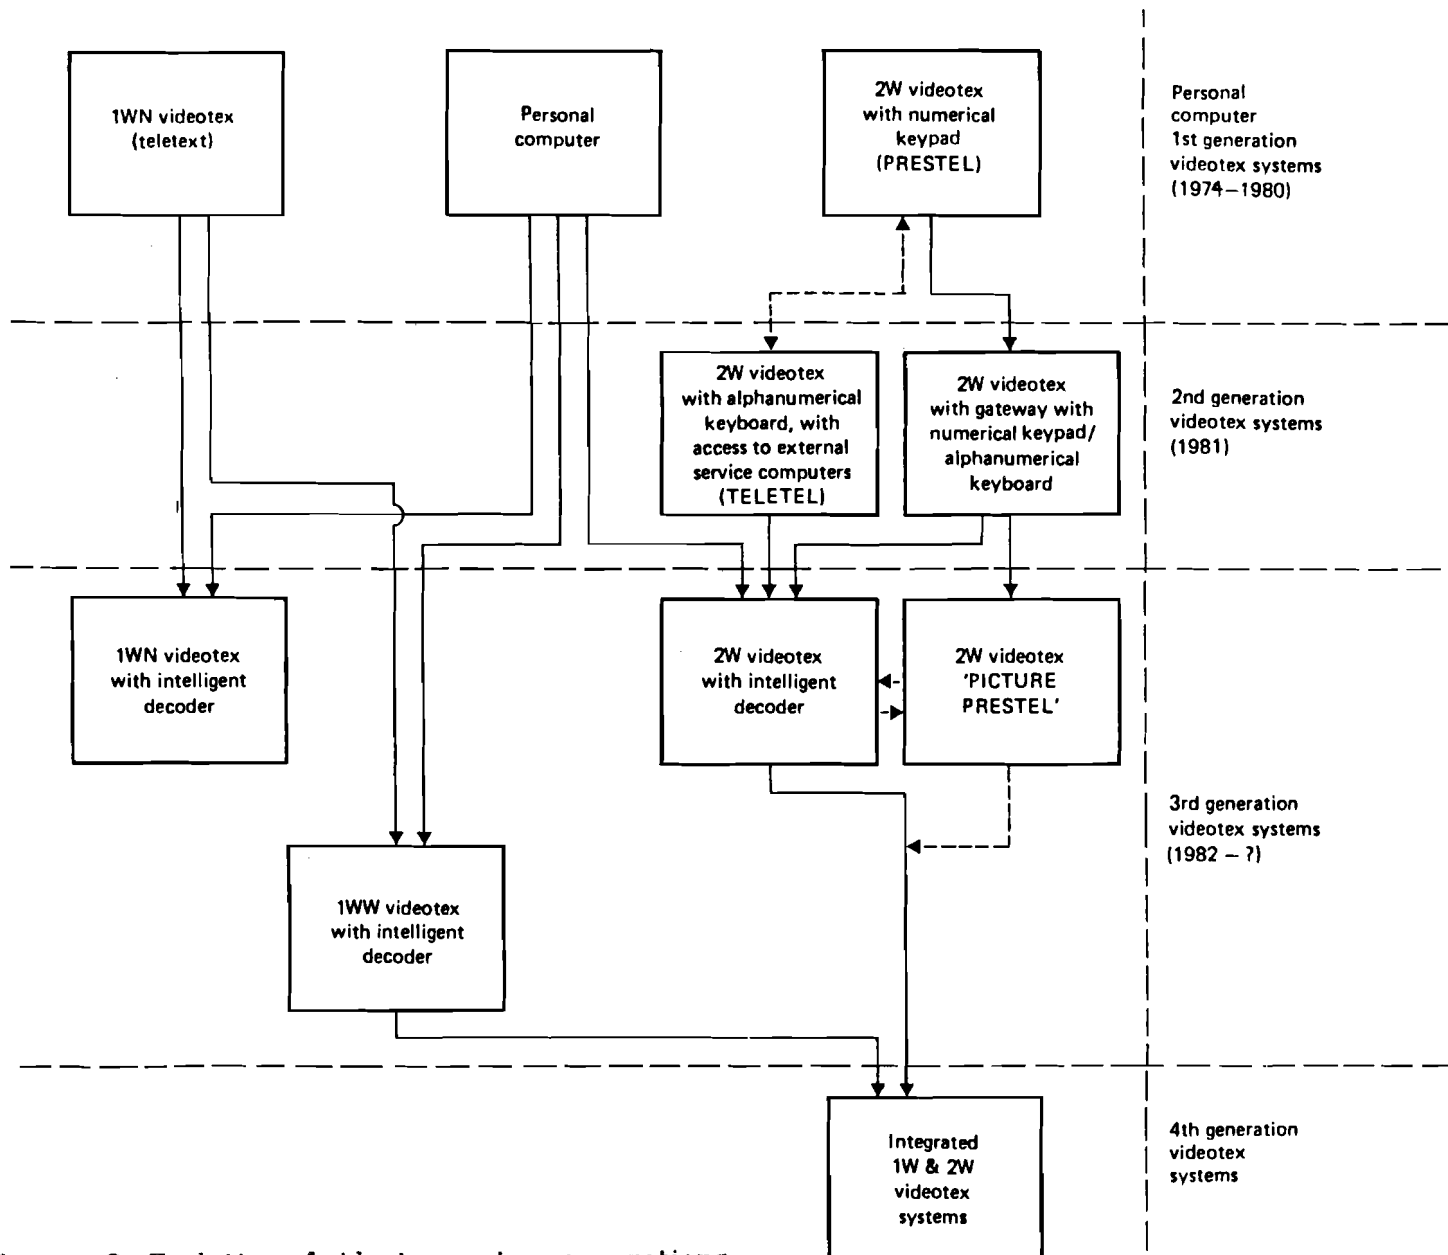 1WN videotex
(teletext)
Personal
computer
2W videotex
with numerical
keypad
(PRESTEL)
Personal
computer
1st generation
videotex systems
(1974–1980)
2W videotex
with alphanumerical
keyboard, with
access to external
service computers
(TELETEL)
2W videotex
with gateway with
numerical keypad/
alphanumerical
keyboard
2nd generation
videotex systems
(1981)
1WN videotex
with intelligent
decoder
2W videotex
with intelligent
decoder
2W videotex
'PICTURE
PRESTEL'
3rd generation
videotex systems
(1982 – ?)
1WW videotex
with intelligent
decoder
Integrated
1W & 2W
videotex
systems
4th generation
videotex
systems